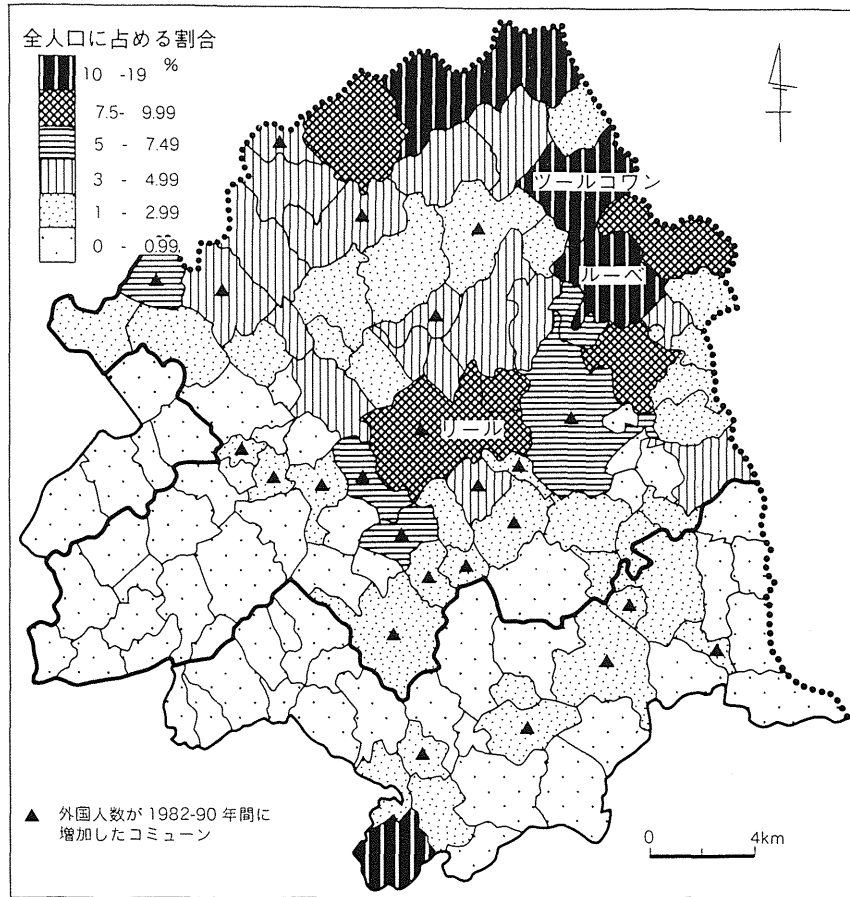 全人口に占める割合
10 -19 %
7.5- 9.99
5 - 7.49
3 - 4.99
1 - 2.99
0 - 0.99
ツールコワン
ルーベ
リール
▲ 外国人数が 1982-90 年間に
増加したコミューン
0 4km